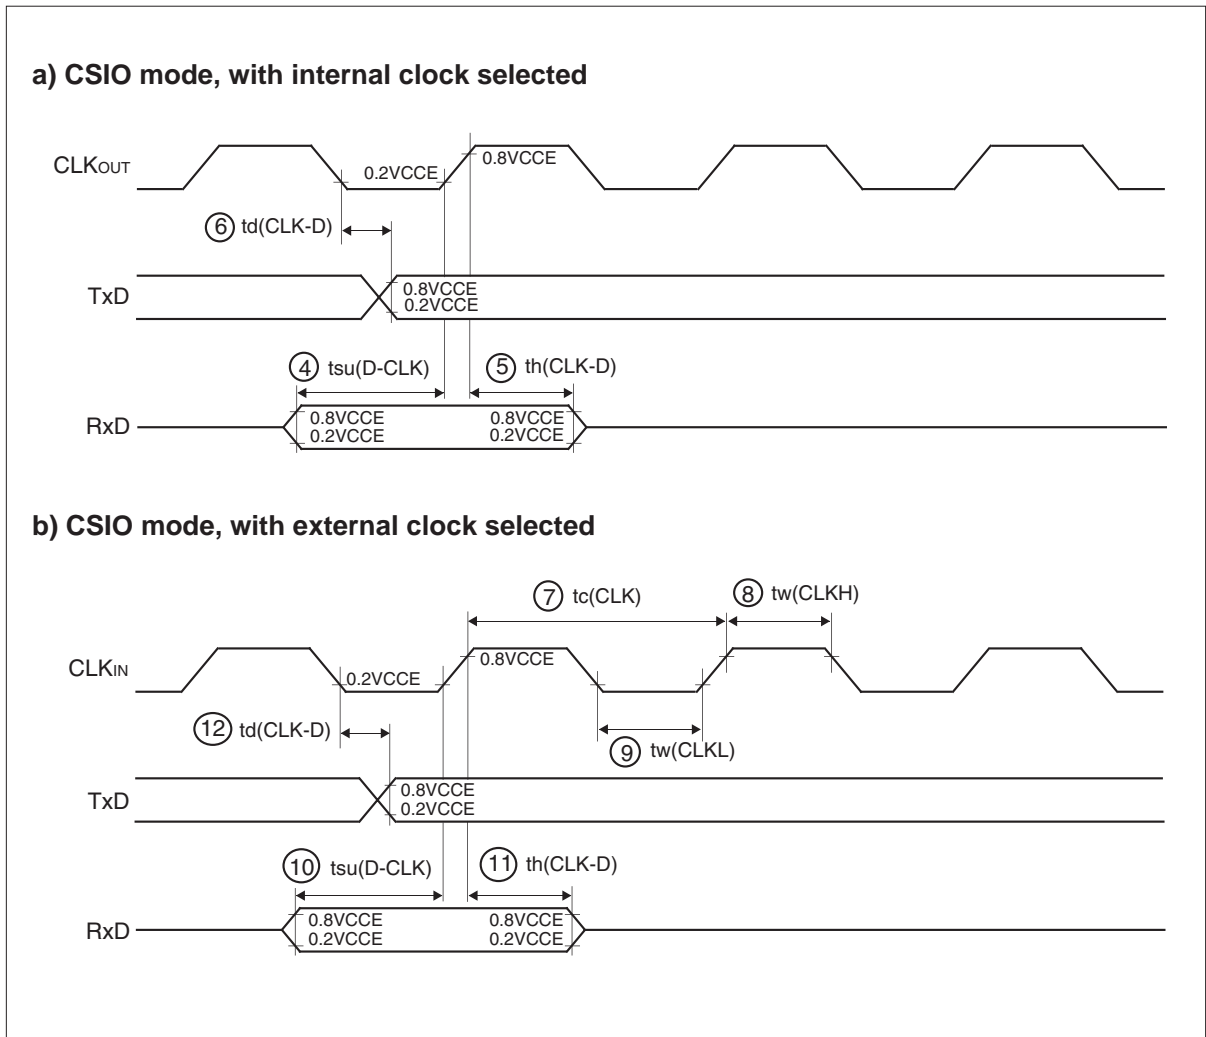 a) CSIO mode, with internal clock selected
CLKOUT
0.2VCCE
0.8VCCE
6 td(CLK-D)
TxD
0.8VCCE
0.2VCCE
4 tsu(D-CLK)
5 th(CLK-D)
RxD
0.8VCCE
0.8VCCE
0.2VCCE
0.2VCCE
b) CSIO mode, with external clock selected
7 tc(CLK)
8 tw(CLKH)
CLKIN
0.2VCCE
0.8VCCE
12 td(CLK-D)
9 tw(CLKL)
TxD
0.8VCCE
0.2VCCE
10 tsu(D-CLK)
11 th(CLK-D)
RxD
0.8VCCE
0.8VCCE
0.2VCCE
0.2VCCE